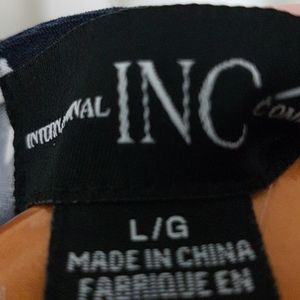 INTERNATIONAL INC
L/G
MADE IN CHINA
FABRIQUE EN